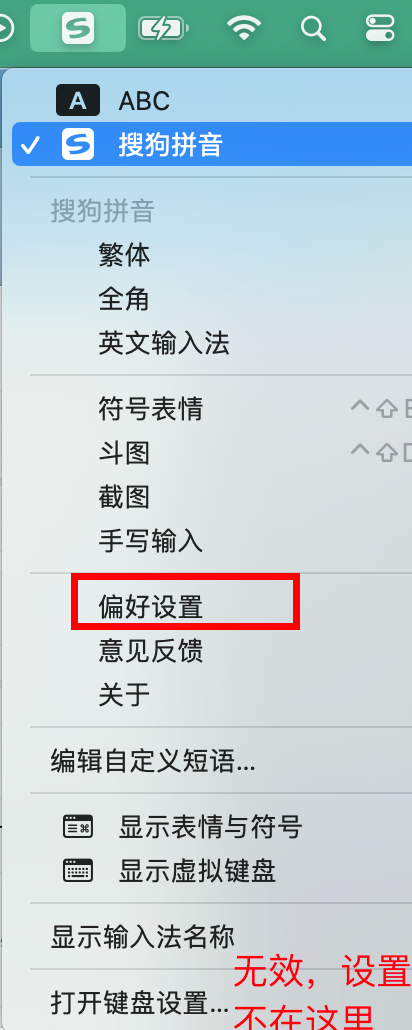 A ABC
搜狗拼音
搜狗拼音
繁体
全角
英文输入法
符号表情 ^⇧E
斗图 ^⇧D
截图
手写输入
偏好设置
意见反馈
关于
编辑自定义短语...
显示表情与符号
显示虚拟键盘
显示输入法名称
无效，设置
打开键盘设置...
不在这里